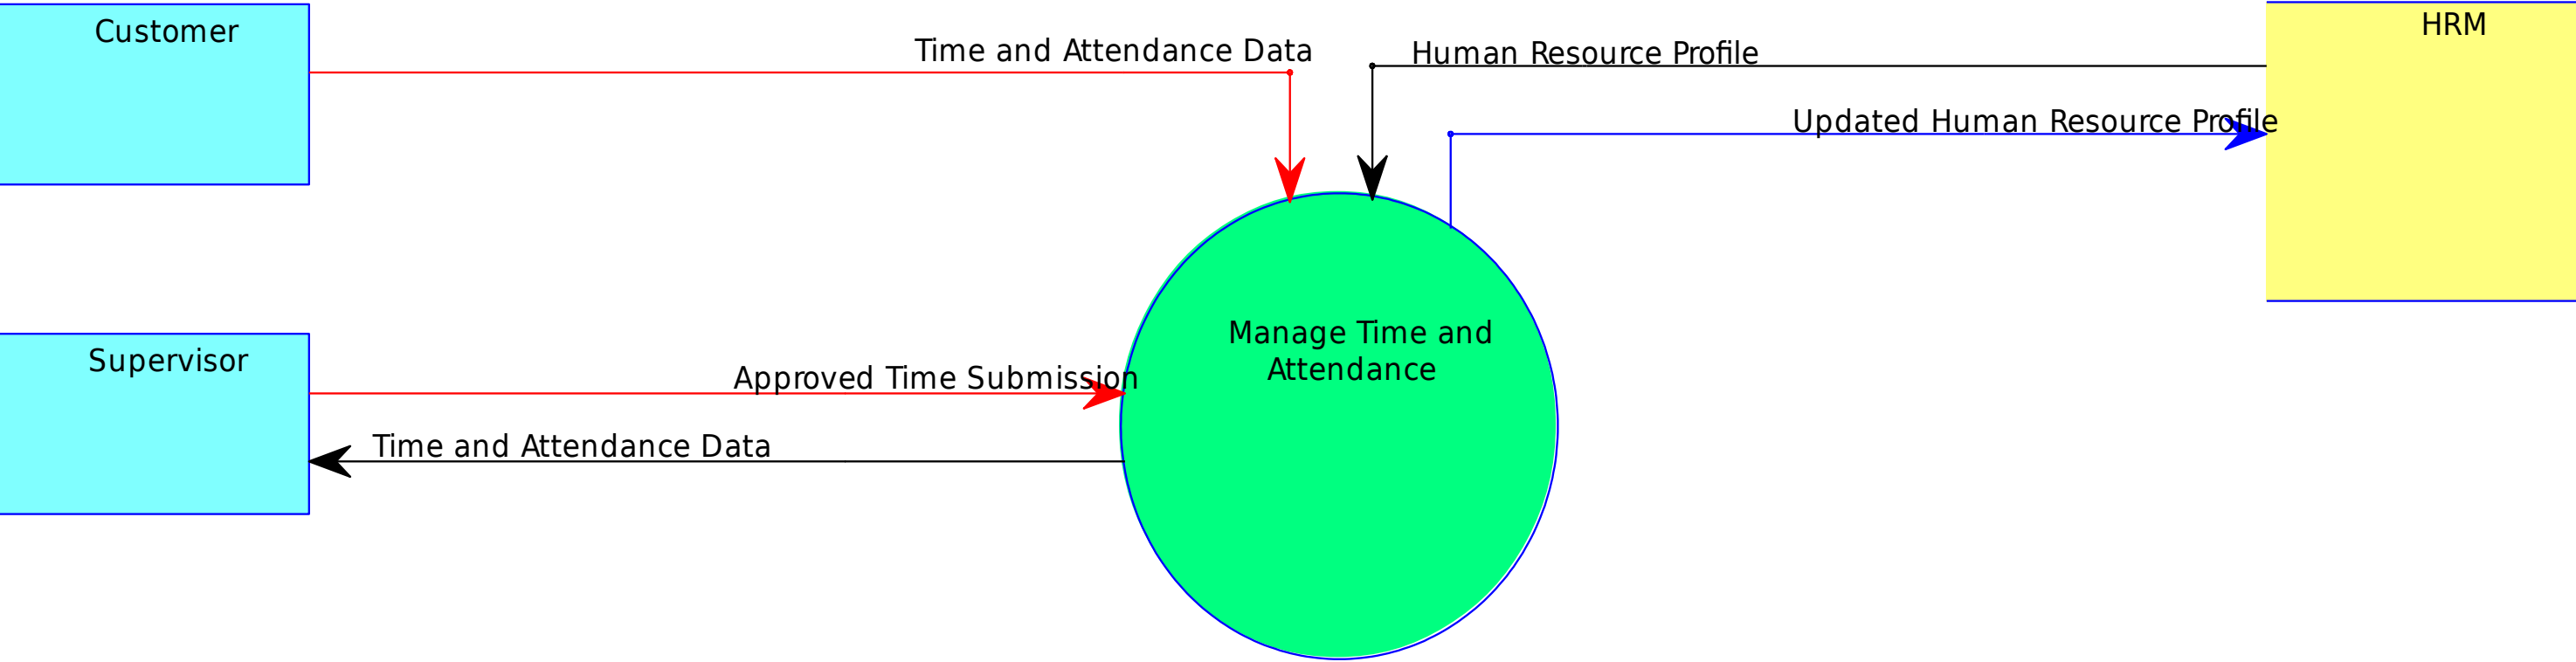 Customer
HRM
Time and Attendance Data
Human Resource Profile
Updated Human Resource Profile
Manage Time and
Attendance
Supervisor
Approved Time Submission
Time and Attendance Data